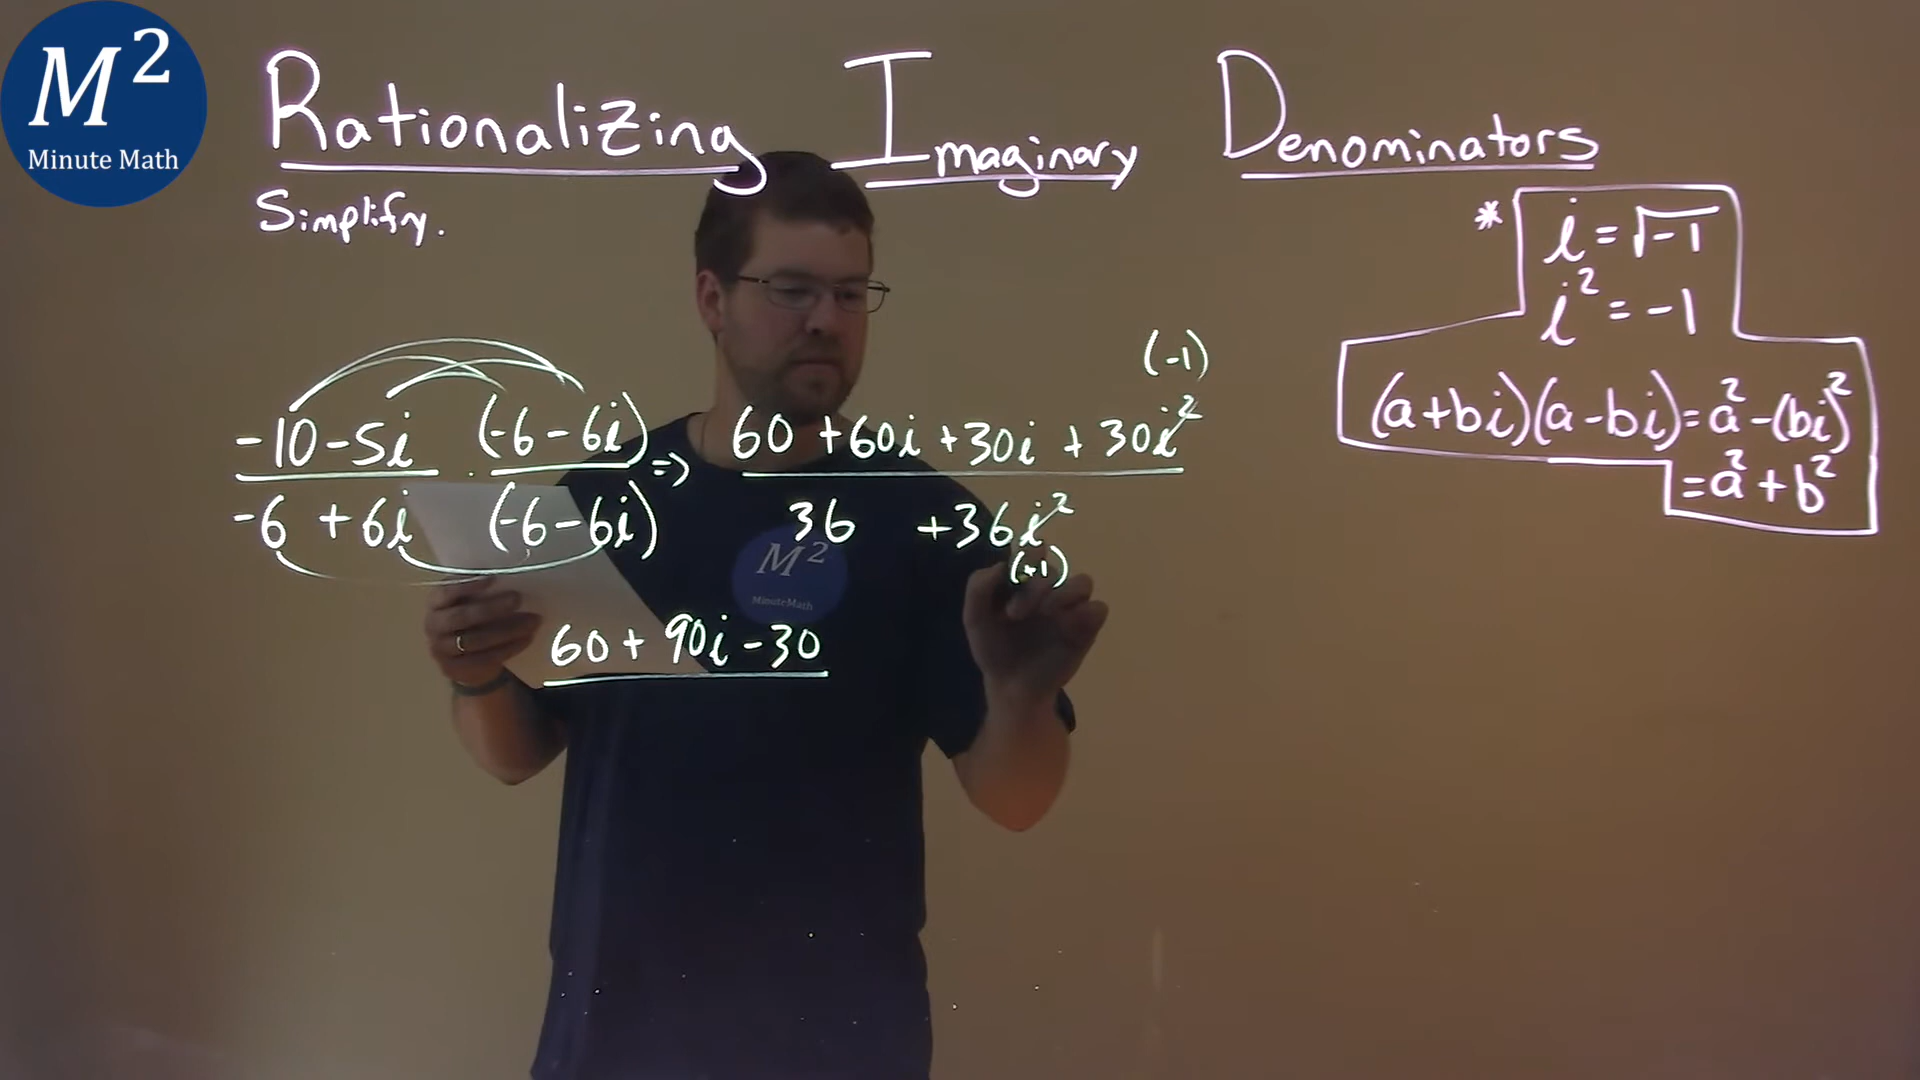 M²
Minute Math
Rationalizing Imaginary Denominators
Simplify.
* i = √-1
i² = -1
(a+bi)(a-bi) = a² - (bi)²
= a² + b²
(-1)
-10-5i · (-6-6i) => 60 +60i +30i + 30i²
-6 +6i (-6-6i) 36 +36i²
(+1)
M²
MinuteMath
60 + 90i - 30